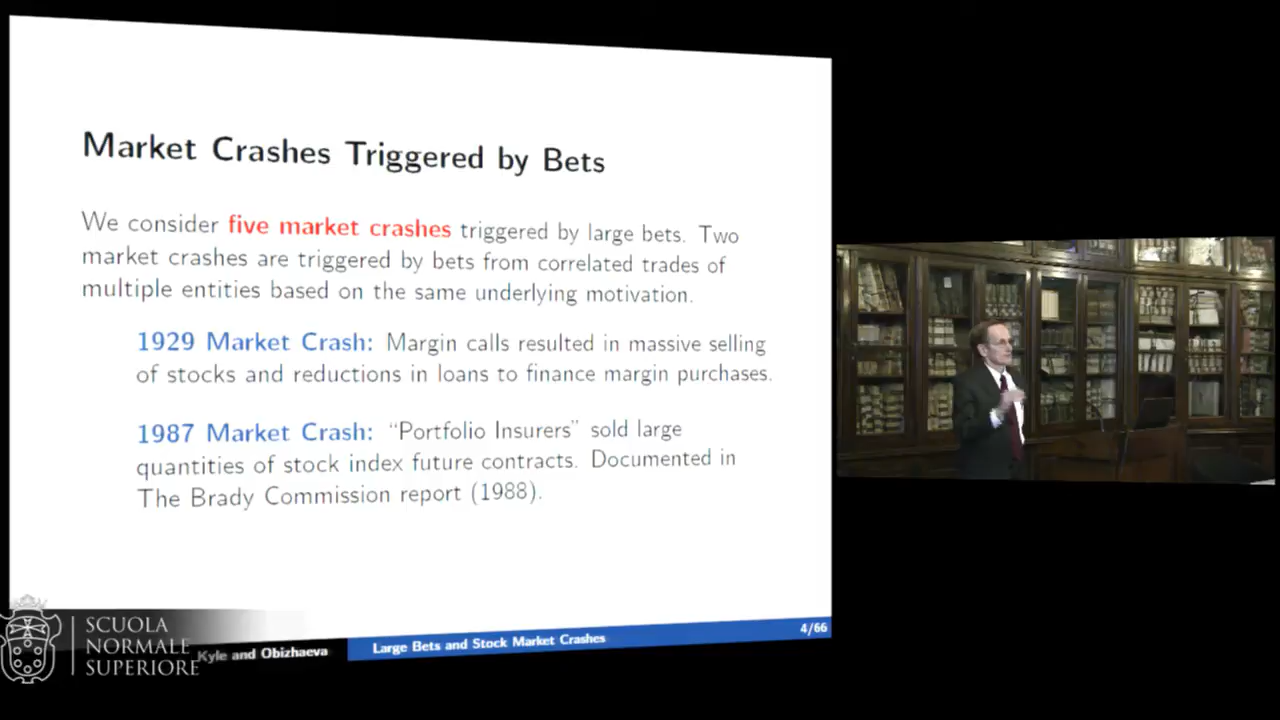 Market Crashes Triggered by Bets
We consider five market crashes triggered by large bets. Two
market crashes are triggered by bets from correlated trades of
multiple entities based on the same underlying motivation.
1929 Market Crash: Margin calls resulted in massive selling
of stocks and reductions in loans to finance margin purchases.
1987 Market Crash: “Portfolio Insurers” sold large
quantities of stock index future contracts. Documented in
The Brady Commission report (1988).
SCUOLA
NORMALE
SUPERIORE
Kyle and Obizhaeva
Large Bets and Stock Market Crashes
4/66